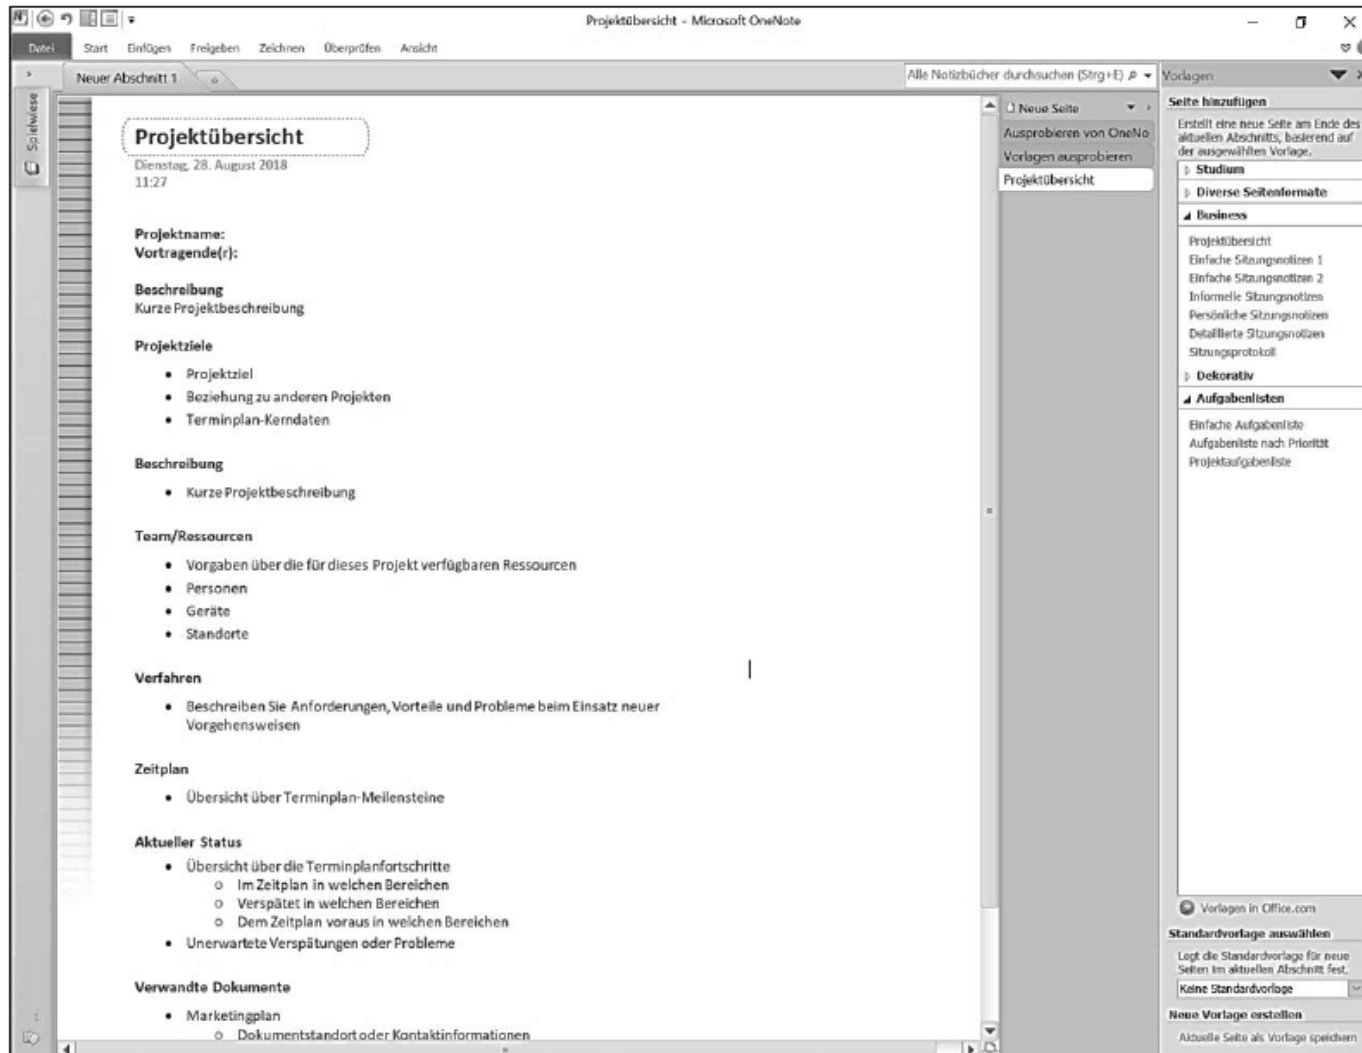 Projektübersicht - Microsoft OneNote
Datei Start Einfügen Freigeben Zeichnen Überprüfen Ansicht
Neuer Abschnitt 1
Alle Notizbücher durchsuchen (Strg+E)
Spielwiese
Projektübersicht
Dienstag, 28. August 2018
11:27
Projektname:
Vortragende(r):
Beschreibung
Kurze Projektbeschreibung
Projektziele
• Projektziel
• Beziehung zu anderen Projekten
• Terminplan-Kerndaten
Beschreibung
• Kurze Projektbeschreibung
Team/Ressourcen
• Vorgaben über die für dieses Projekt verfügbaren Ressourcen
• Personen
• Geräte
• Standorte
Verfahren
• Beschreiben Sie Anforderungen, Vorteile und Probleme beim Einsatz neuer
Vorgehensweisen
Zeitplan
• Übersicht über Terminplan-Meilensteine
Aktueller Status
• Übersicht über die Terminplanfortschritte
o Im Zeitplan in welchen Bereichen
o Verspätet in welchen Bereichen
o Dem Zeitplan voraus in welchen Bereichen
• Unerwartete Verspätungen oder Probleme
Verwandte Dokumente
• Marketingplan
o Dokumentstandort oder Kontaktinformationen
Neue Seite
Ausprobieren von OneNo
Vorlagen ausprobieren
Projektübersicht
Vorlagen
Seite hinzufügen
Erstellt eine neue Seite am Ende des
aktuellen Abschnitts, basierend auf
der ausgewählten Vorlage.
Studium
Diverse Seitenformate
Business
Projektübersicht
Einfache Sitzungsnotizen 1
Einfache Sitzungsnotizen 2
Informelle Sitzungsnotizen
Persönliche Sitzungsnotizen
Detaillierte Sitzungsnotizen
Sitzungsprotokoll
Dekorativ
Aufgabenlisten
Einfache Aufgabenliste
Aufgabenliste nach Priorität
Projektaufgabenliste
Vorlagen in Office.com
Standardvorlage auswählen
Legt die Standardvorlage für neue
Seiten im aktuellen Abschnitt fest.
Keine Standardvorlage
Neue Vorlage erstellen
Aktuelle Seite als Vorlage speichern